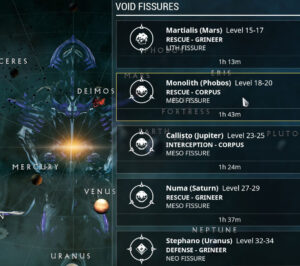 VOID FISSURES
Martialis (Mars) Level 15-17
RESCUE - GRINEER
LITH FISSURE
1h 13m
CERES
PHOBOS
MARS
ERIS
DEIMOS
Monolith (Phobos) Level 18-20
RESCUE - CORPUS
MESO FISSURE
FORTRESS
1h 43m
EARTH
PLUTO
Callisto (Jupiter) Level 23-25
INTERCEPTION - CORPUS
MESO FISSURE
1h 24m
MERCURY
VENUS
Numa (Saturn) Level 27-29
RESCUE - GRINEER
MESO FISSURE
1h 37m
NEPTUNE
URANUS
Stephano (Uranus) Level 32-34
DEFENSE - GRINEER
NEO FISSURE